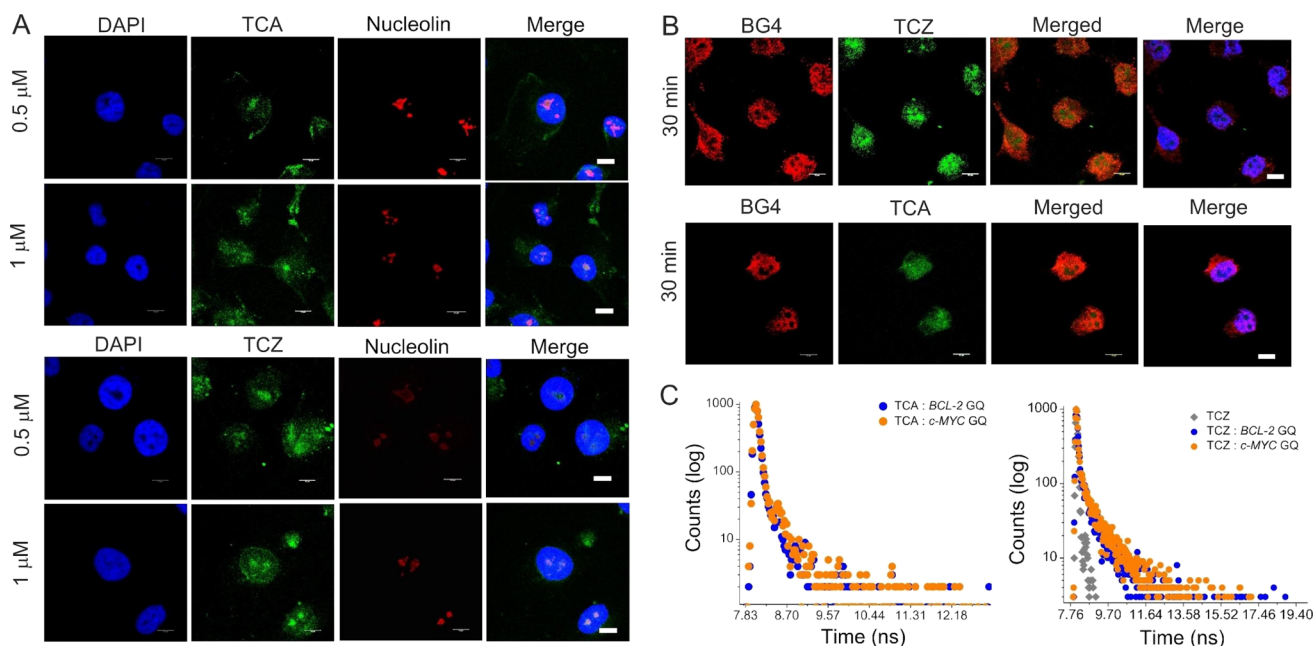 A
DAPI TCA Nucleolin Merge
0.5 μM
1 μM
DAPI TCZ Nucleolin Merge
0.5 μM
1 μM
B
BG4 TCZ Merged Merge
30 min
BG4 TCA Merged Merge
30 min
C
1000
100
10
Counts (log)
TCA : BCL-2 GQ
TCA : c-MYC GQ
7.83 8.70 9.57 10.44 11.31 12.18
Time (ns)
1000
100
10
Counts (log)
TCZ
TCZ : BCL-2 GQ
TCZ : c-MYC GQ
7.76 9.70 11.64 13.58 15.52 17.46 19.40
Time (ns)